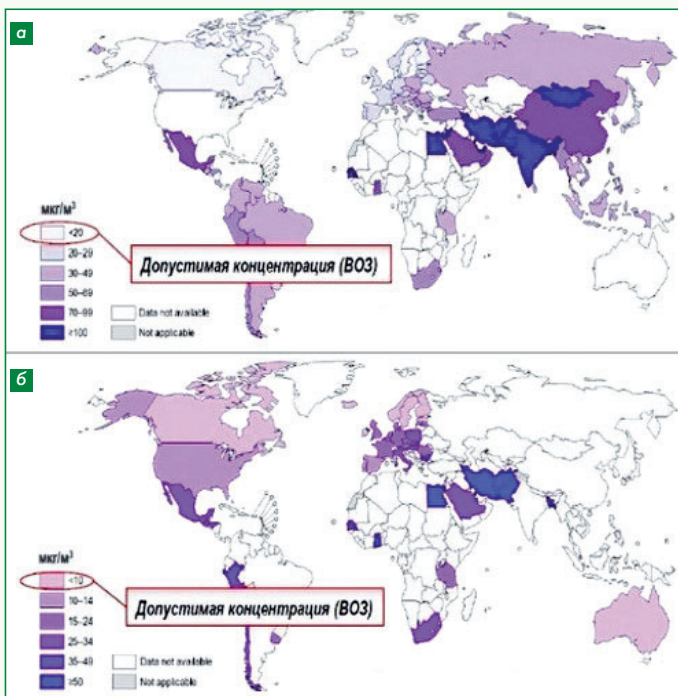 а
мкг/м³
<20
20–29
30–49
50–69
70–99
≥100
Допустимая концентрация (ВОЗ)
Data not available
Not applicable
б
мкг/м³
<10
10–14
15–24
25–34
35–49
≥50
Допустимая концентрация (ВОЗ)
Data not available
Not applicable